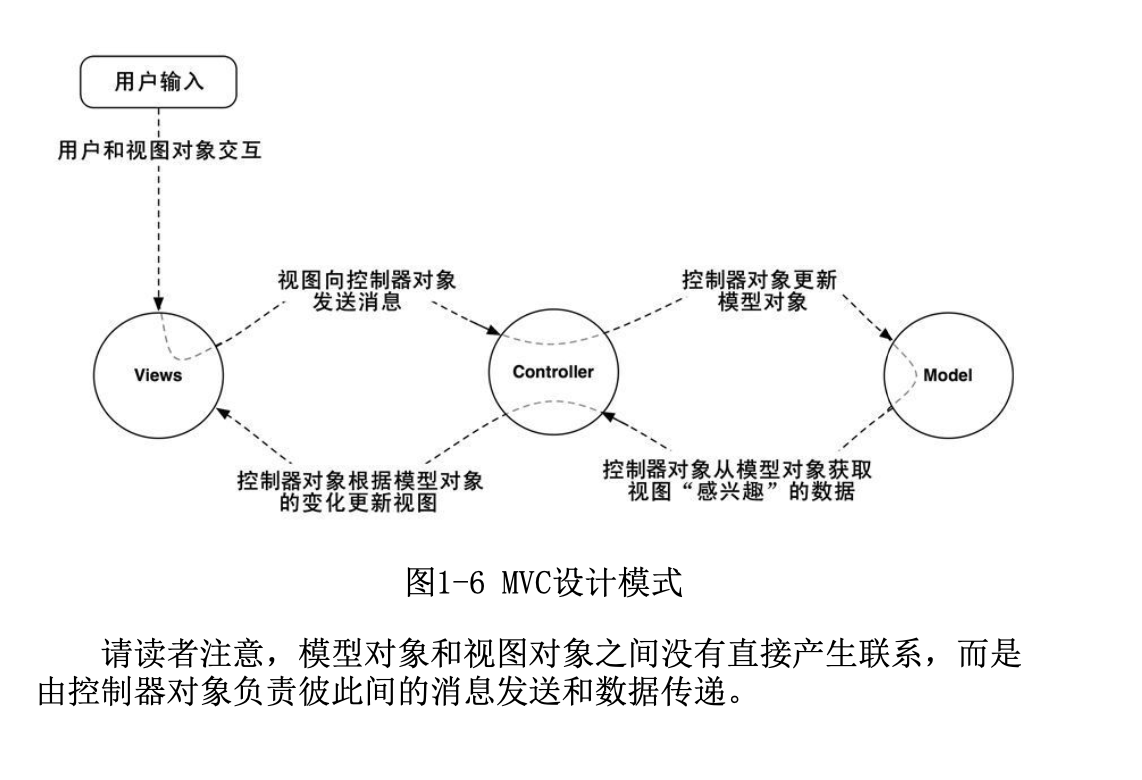 用户输入
用户和视图对象交互
视图向控制器对象
发送消息
控制器对象更新
模型对象
Views
Controller
Model
控制器对象根据模型对象
的变化更新视图
控制器对象从模型对象获取
视图“感兴趣”的数据
图1-6 MVC设计模式
请读者注意，模型对象和视图对象之间没有直接产生联系，而是
由控制器对象负责彼此间的消息发送和数据传递。